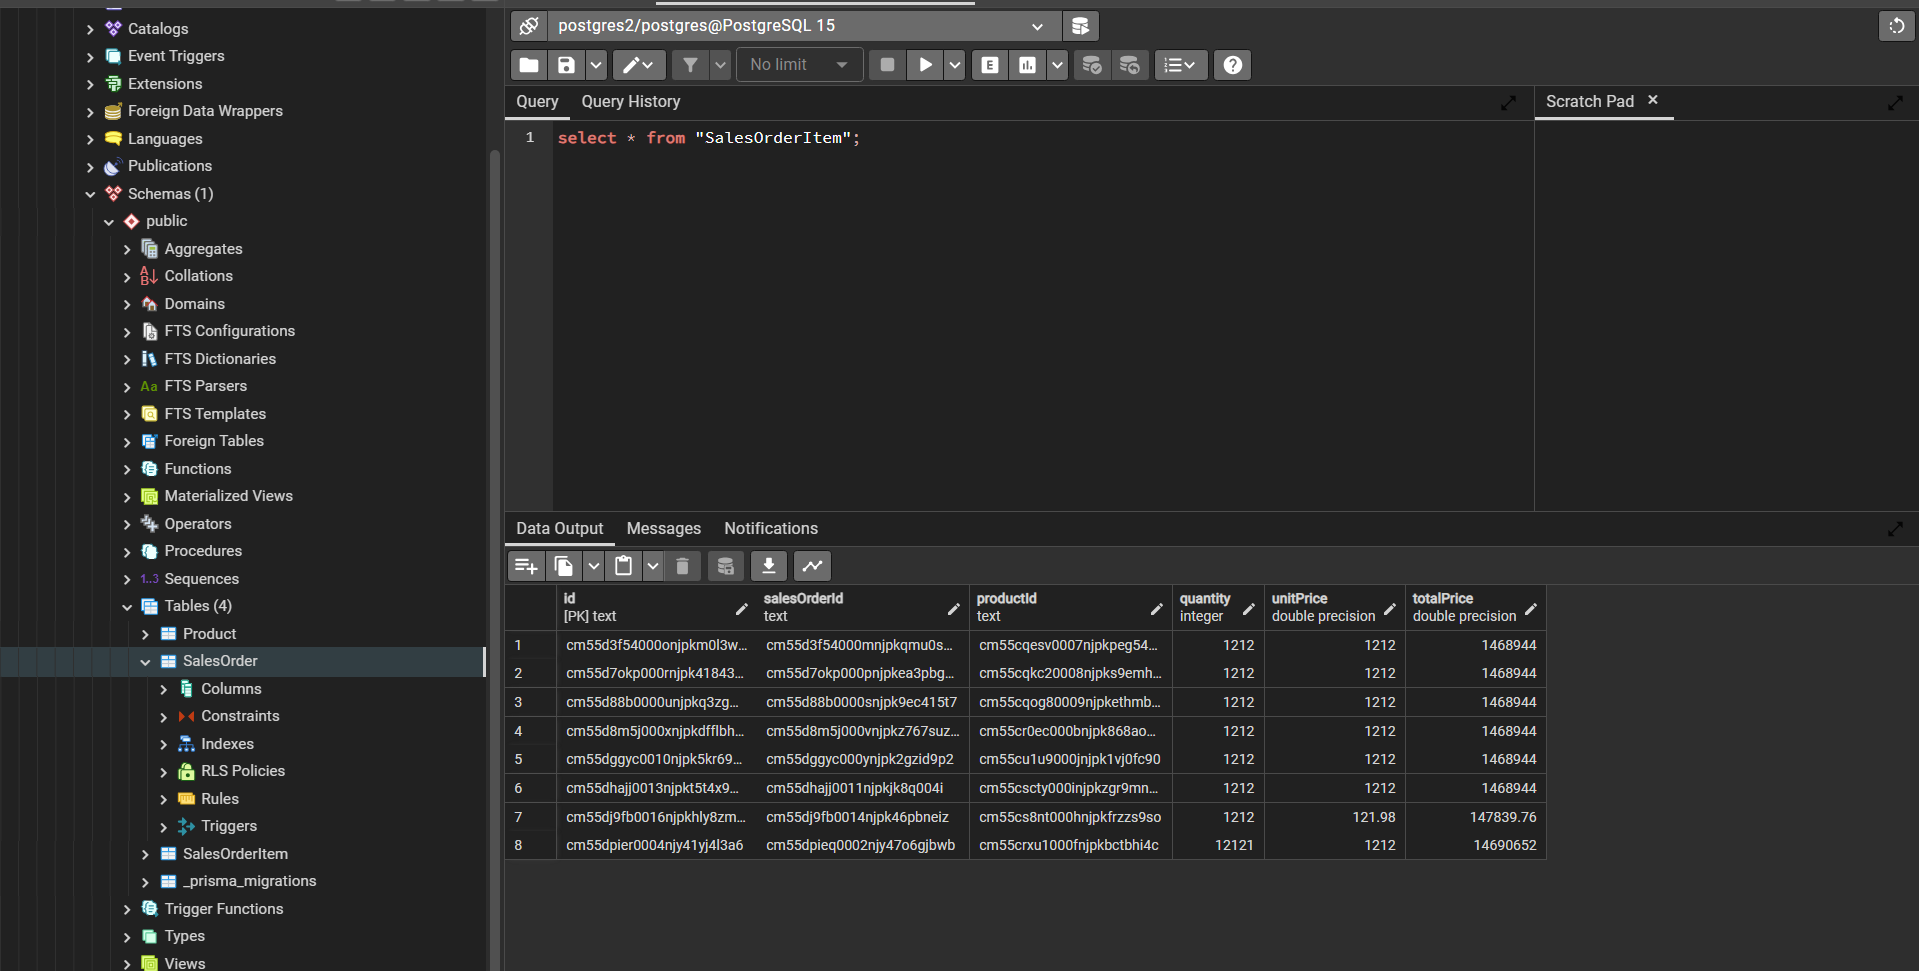 Catalogs
Event Triggers
Extensions
Foreign Data Wrappers
Languages
Publications
Schemas (1)
public
Aggregates
Collations
Domains
FTS Configurations
FTS Dictionaries
Aa FTS Parsers
FTS Templates
Foreign Tables
Functions
Materialized Views
Operators
Procedures
1..3 Sequences
Tables (4)
Product
SalesOrder
Columns
Constraints
Indexes
RLS Policies
Rules
Triggers
SalesOrderItem
_prisma_migrations
Trigger Functions
Types
Views
postgres2/postgres@PostgreSQL 15
No limit
E
Query Query History
Scratch Pad
1 select * from "SalesOrderItem";
Data Output Messages Notifications
id salesOrderId productId quantity unitPrice totalPrice
[PK] text text text integer double precision double precision
1 cm55d3f54000onjpkm0l3w... cm55d3f54000mnjpkqmu0s... cm55cqesv0007njpkpeg54... 1212 1212 1468944
2 cm55d7okp000rnjpk41843... cm55d7okp000pnjpkea3pbg... cm55cqkc20008njpks9emh... 1212 1212 1468944
3 cm55d88b0000unjpkq3zg... cm55d88b0000snjpk9ec415t7 cm55cqog80009njpkethmb... 1212 1212 1468944
4 cm55d8m5j000xnjpkdfflbh... cm55d8m5j000vnjpkz767suz... cm55cr0ec000bnjpk868ao... 1212 1212 1468944
5 cm55dggyc0010njpk5kr69... cm55dggyc000ynjpk2gzid9p2 cm55cu1u9000jnjpk1vj0fc90 1212 1212 1468944
6 cm55dhajj0013njpkt5t4x9... cm55dhajj0011njpkjk8q004i cm55cscty000injpkzgr9mn... 1212 1212 1468944
7 cm55dj9fb0016njpkhly8zm... cm55dj9fb0014njpk46pbneiz cm55cs8nt000hnjpkfrzzs9so 1212 121.98 147839.76
8 cm55dpier0004njy41yj4l3a6 cm55dpieq0002njy47o6gjbwb cm55crxu1000fnjpkbctbhi4c 12121 1212 14690652